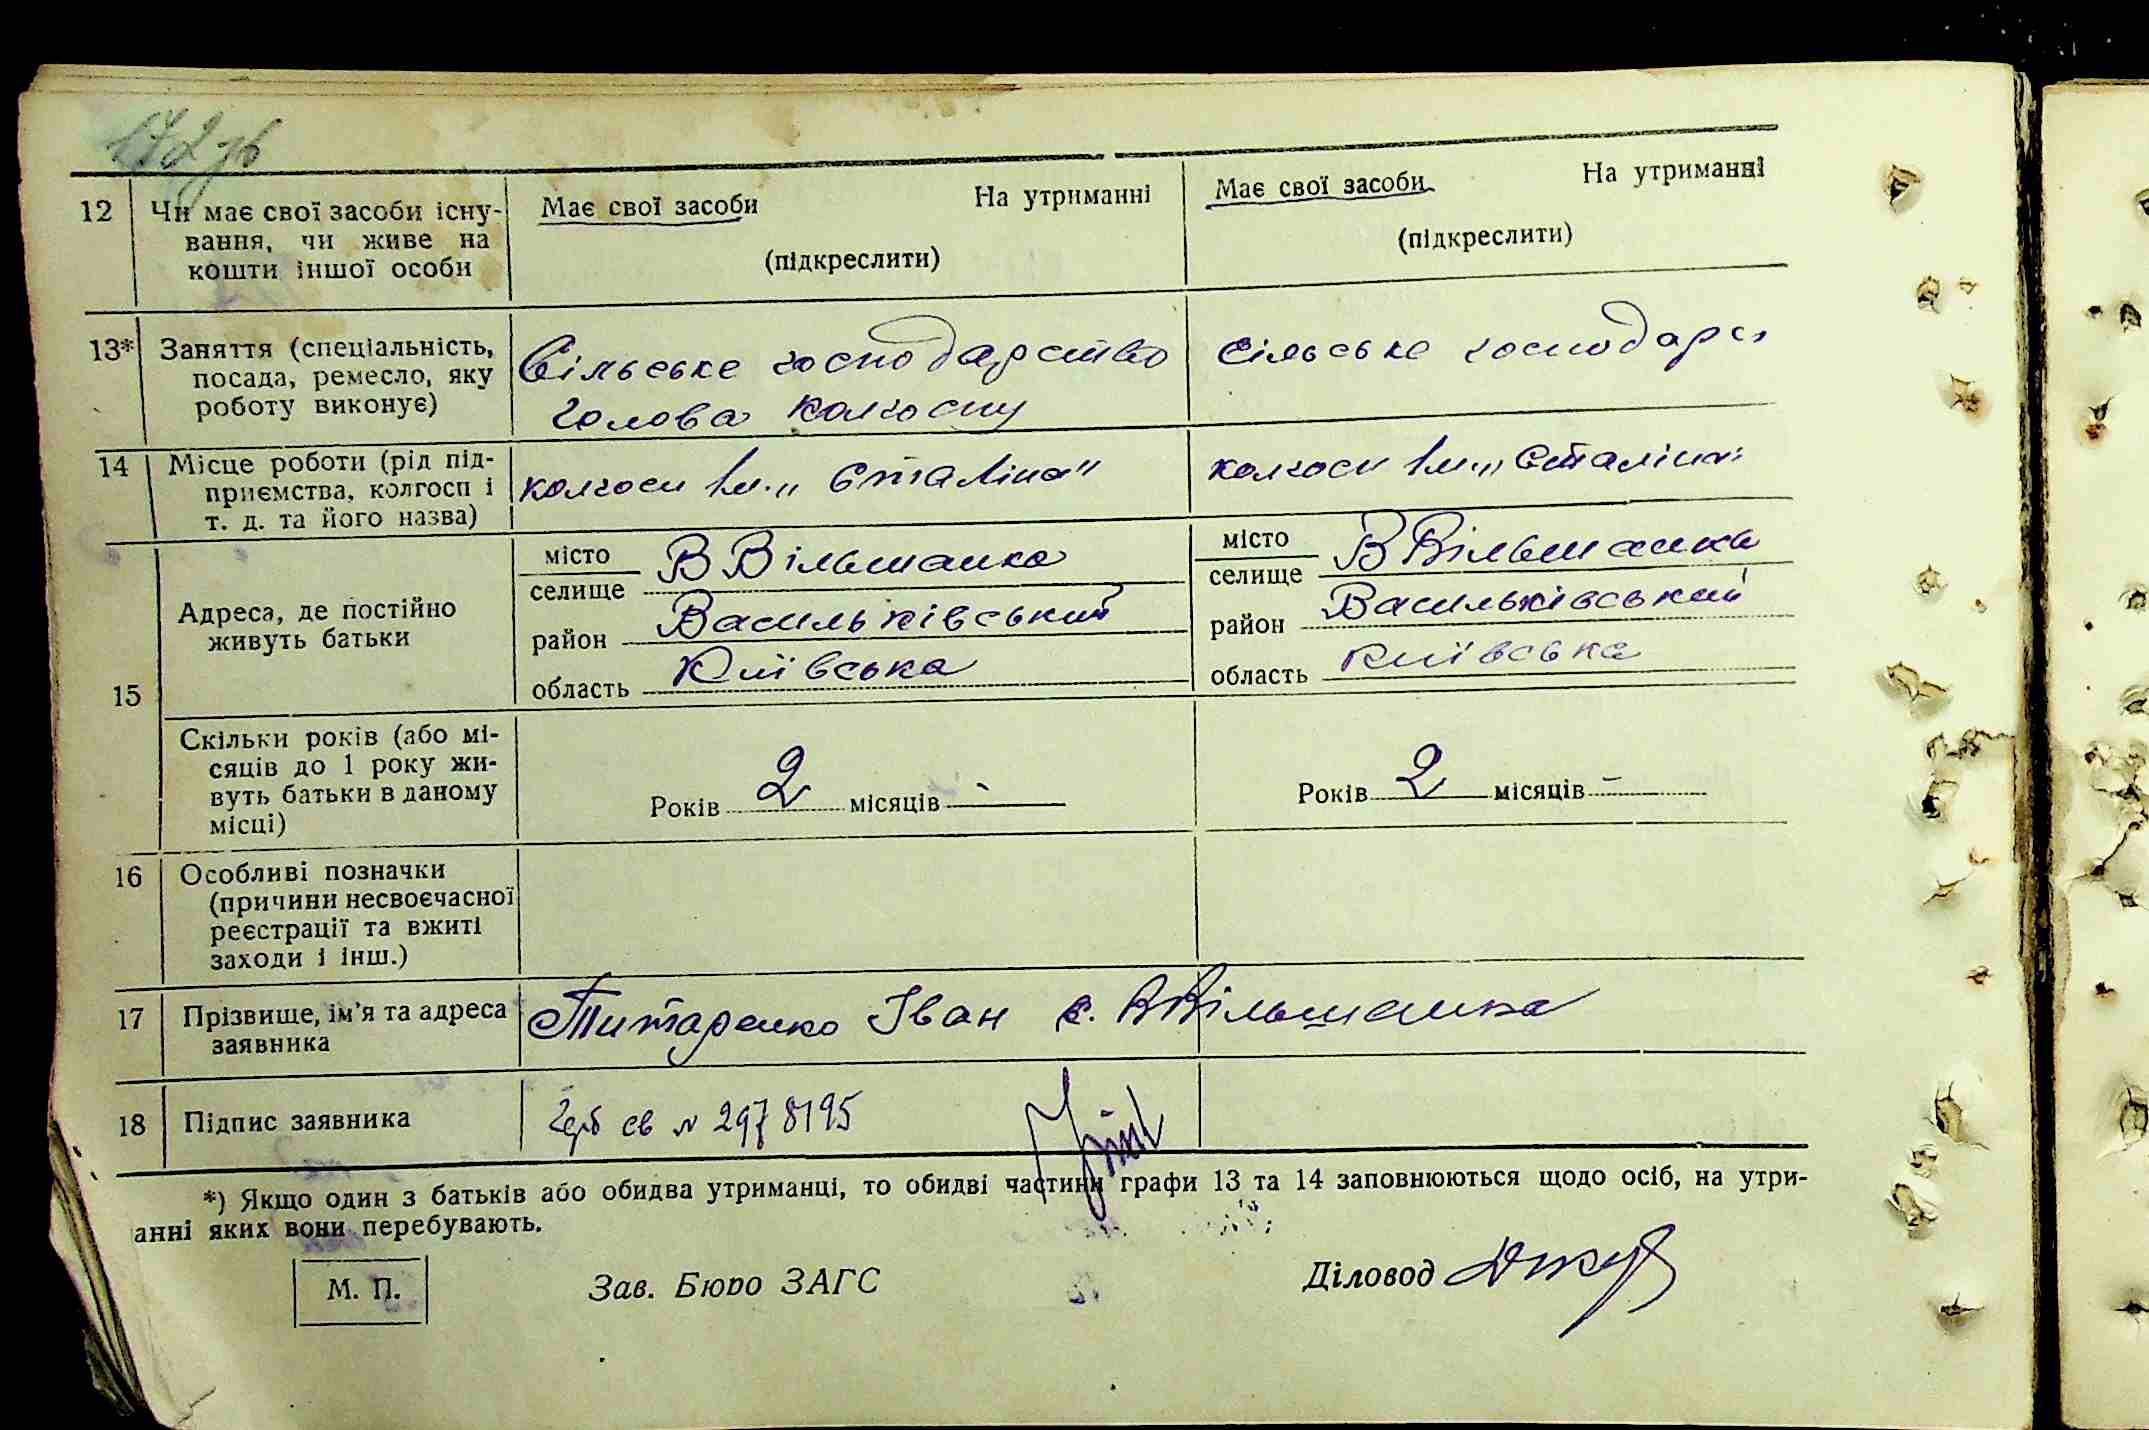 172 зв
12 Чи має свої засоби існу- Має свої засоби На утриманні Має свої засоби На утриманні
вання, чи живе на
кошти іншої особи (підкреслити) (підкреслити)
13* Заняття (спеціальність, Сільське господарство Сільське господарс
посада, ремесло, яку
роботу виконує) Голова колгоспу
14 Місце роботи (рід під- колгосп ім. „Сталіна" колгосп ім. „Сталіна"
приємства, колгосп і
т. д. та його назва)
15 Адреса, де постійно
живуть батьки
місто
селище В Вільшанка
район Васильківський
область Київська
місто
селище В Вільшанка
район Васильківський
область Київська
Скільки років (або мі-
сяців до 1 року жи-
вуть батьки в даному
місці)
Років 2 місяців - Років 2 місяців -
16 Особливі позначки
(причини несвоєчасної
реєстрації та вжиті
заходи і інш.)
17 Прізвище, ім'я та адреса Титаренко Іван с. В Вільшанка
заявника
18 Підпис заявника Герб св № 2978195
*) Якщо один з батьків або обидва утриманці, то обидві частини графи 13 та 14 заповнюються щодо осіб, на утри-
анні яких вони перебувають.
М. П. Зав. Бюро ЗАГС Діловод